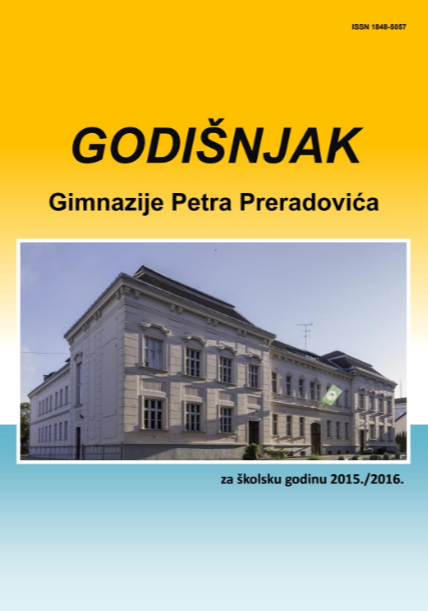 ISSN 1848-5057
GODIŠNJAK
Gimnazije Petra Preradovića
za školsku godinu 2015./2016.